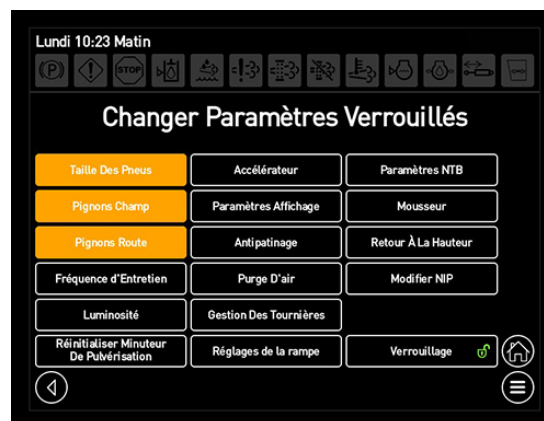 Lundi 10:23 Matin
(P) STOP
Changer Paramètres Verrouillés
Taille Des Pneus
Accélérateur
Paramètres NTB
Pignons Champ
Paramètres Affichage
Mousseur
Pignons Route
Antipatinage
Retour À La Hauteur
Fréquence d'Entretien
Purge D'air
Modifier NIP
Luminosité
Gestion Des Tournières
Réinitialiser Minuteur
De Pulvérisation
Réglages de la rampe
Verrouillage